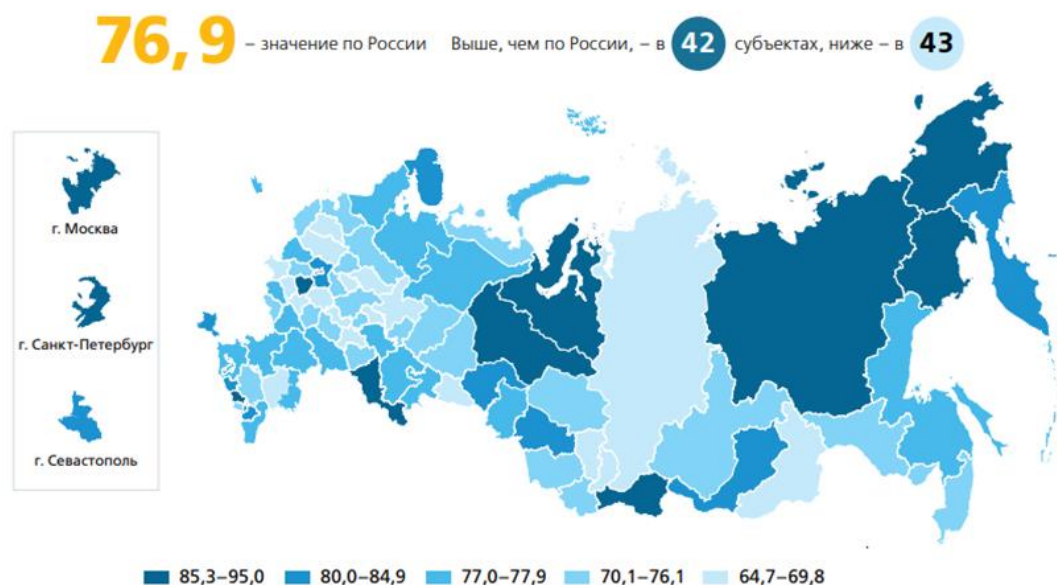 76,9 – значение по России Выше, чем по России, – в 42 субъектах, ниже – в 43
г. Москва
г. Санкт-Петербург
г. Севастополь
85,3–95,0 80,0–84,9 77,0–77,9 70,1–76,1 64,7–69,8